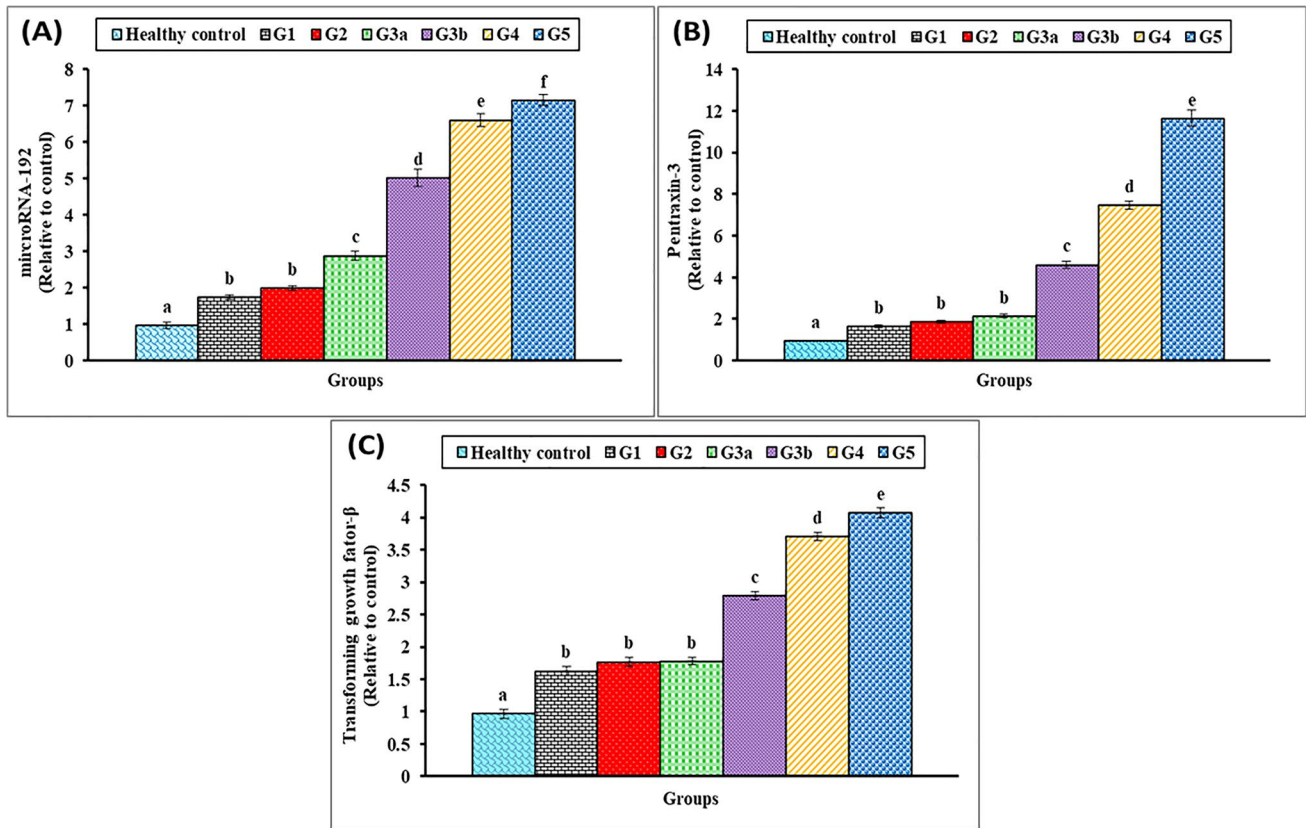 (A)
Healthy control G1 G2 G3a G3b G4 G5
mirvroRNA-192
(Relative to control)
8
7
6
5
4
3
2
1
0
a
b
b
c
d
e
f
Groups
(B)
Healthy control G1 G2 G3a G3b G4 G5
Pentraxin-3
(Relative to control)
14
12
10
8
6
4
2
0
a
b
b
b
c
d
e
Groups
(C)
Healthy control G1 G2 G3a G3b G4 G5
Transforming growth fator-β
(Relative to control)
4.5
4
3.5
3
2.5
2
1.5
1
0.5
0
a
b
b
b
c
d
e
Groups